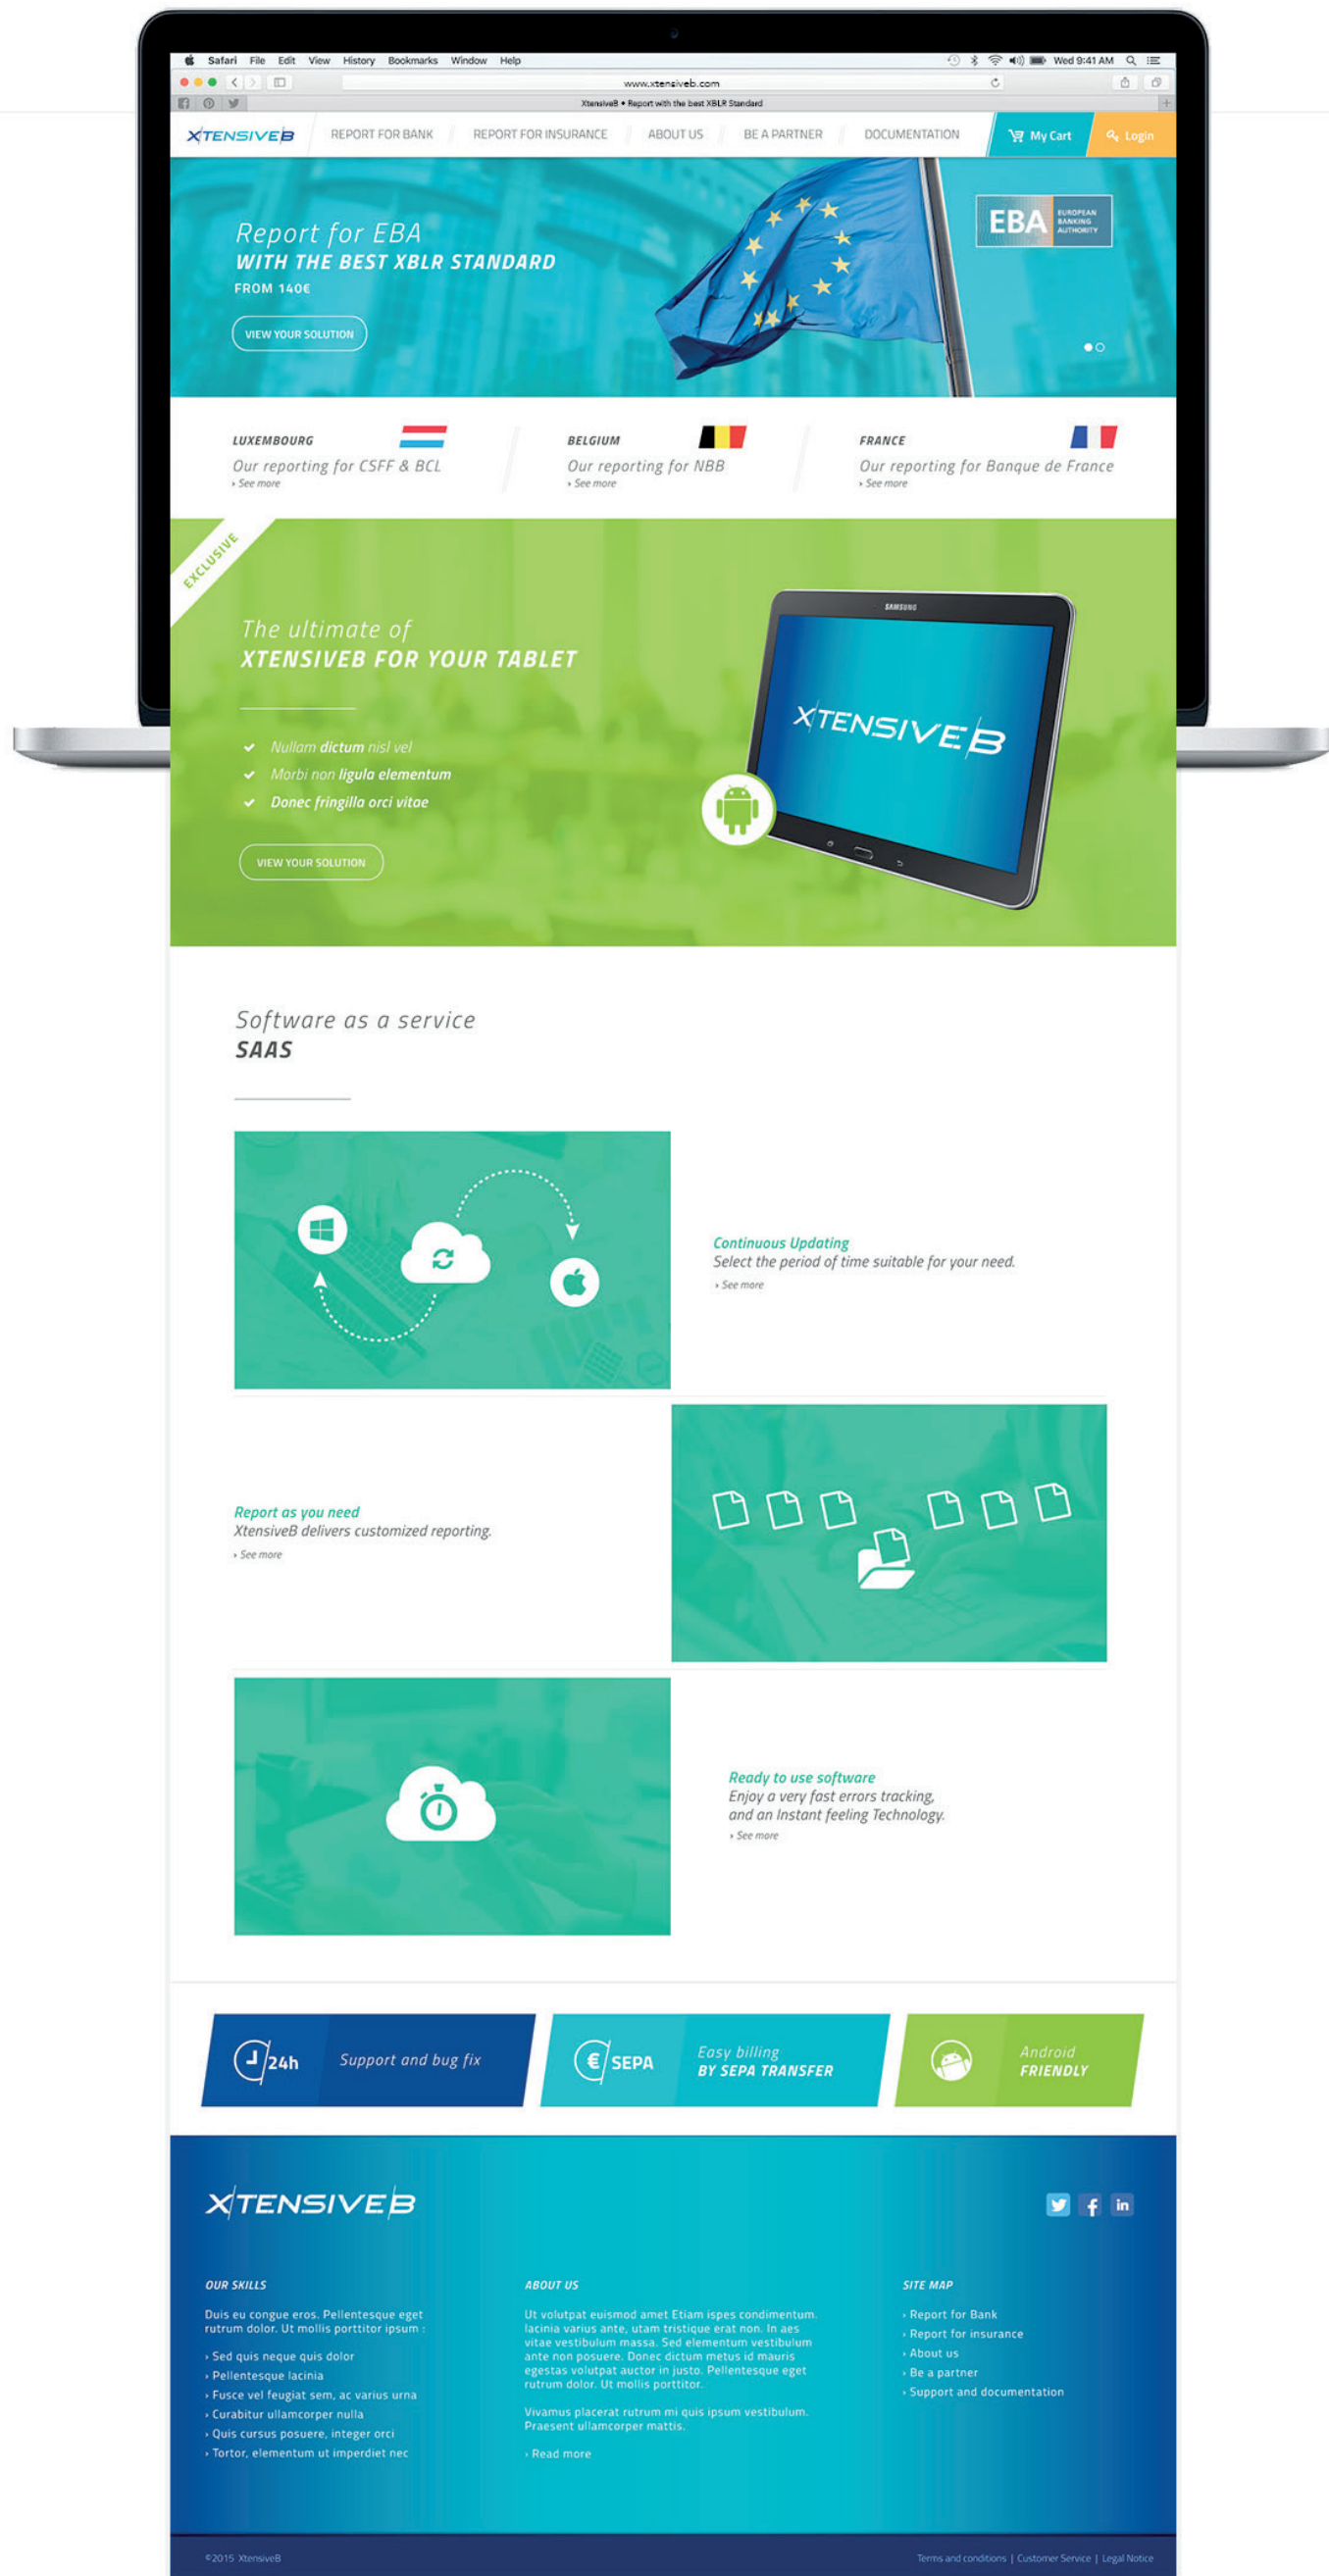 Safari File Edit View History Bookmarks Window Help Wed 9:41 AM
www.xtensiveb.com
XtensiveB • Report with the best XBLR Standard
XTENSIVEB REPORT FOR BANK REPORT FOR INSURANCE ABOUT US BE A PARTNER DOCUMENTATION My Cart Login
Report for EBA
WITH THE BEST XBLR STANDARD
FROM 140€
VIEW YOUR SOLUTION
EBA EUROPEAN
BANKING
AUTHORITY
LUXEMBOURG
Our reporting for CSFF & BCL
› See more
BELGIUM
Our reporting for NBB
› See more
FRANCE
Our reporting for Banque de France
› See more
EXCLUSIVE
The ultimate of
XTENSIVEB FOR YOUR TABLET
Nullam dictum nisl vel
Morbi non ligula elementum
Donec fringilla orci vitae
VIEW YOUR SOLUTION
SAMSUNG
XTENSIVEB
Software as a service
SAAS
Continuous Updating
Select the period of time suitable for your need.
› See more
Report as you need
XtensiveB delivers customized reporting.
› See more
Ready to use software
Enjoy a very fast errors tracking,
and an Instant feeling Technology.
› See more
24h Support and bug fix
€ SEPA
Easy billing
BY SEPA TRANSFER
Android
FRIENDLY
XTENSIVEB
OUR SKILLS
Duis eu congue eros. Pellentesque eget
rutrum dolor. Ut mollis porttitor ipsum :
› Sed quis neque quis dolor
› Pellentesque lacinia
› Fusce vel feugiat sem, ac varius urna
› Curabitur ullamcorper nulla
› Quis cursus posuere, integer orci
› Tortor, elementum ut imperdiet nec
ABOUT US
Ut volutpat euismod amet Etiam ispes condimentum.
lacinia varius ante, utam tristique erat non. In aes
vitae vestibulum massa. Sed elementum vestibulum
ante non posuere. Donec dictum metus id mauris
egestas volutpat auctor in justo. Pellentesque eget
rutrum dolor. Ut mollis porttitor.
Vivamus placerat rutrum mi quis ipsum vestibulum.
Praesent ullamcorper mattis.
› Read more
SITE MAP
› Report for Bank
› Report for insurance
› About us
› Be a partner
› Support and documentation
©2015 XtensiveB
Terms and conditions | Customer Service | Legal Notice